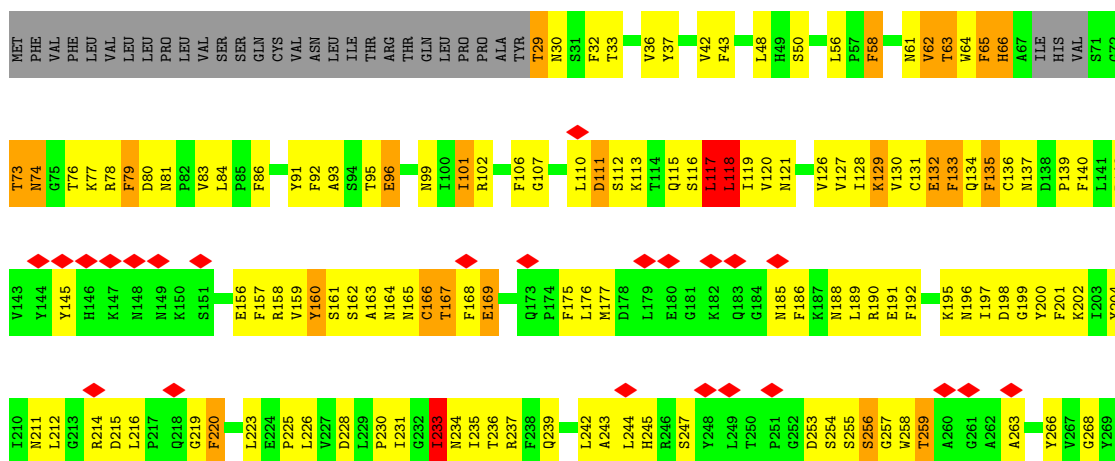 MET PHE VAL PHE LEU VAL LEU LEU PRO LEU VAL SER SER GLN CYS VAL ASN LEU ILE THR ARG THR GLN LEU PRO PRO ALA TYR T29 N30 S31 F32 T33 V36 Y37 V42 F43 L48 H49 S50 L56 P57 F58 N61 V62 T63 W64 F65 H66 A67 ILE HIS VAL S71
T73 N74 G75 T76 K77 R78 F79 D80 N81 P82 V83 L84 P85 F86 Y91 F92 A93 S94 T95 E96 N99 I100 I101 R102 F106 G107 L110 D111 S112 K113 T114 Q115 S116 L117 L118 I119 V120 N121 V126 V127 I128 K129 V130 C131 E132 F133 Q134 F135 C136 N137 D138 P139 F140 L141
V143 Y144 Y145 H146 K147 N148 N149 K150 S151 E156 F157 R158 V159 Y160 S161 S162 A163 N164 N165 C166 T167 F168 E169 Q173 P174 F175 L176 M177 D178 L179 E180 G181 K182 Q183 G184 N185 F186 K187 N188 L189 R190 E191 F192 K195 N196 I197 D198 G199 Y200 F201 K202 I203
I210 N211 L212 G213 R214 D215 L216 P217 Q218 G219 F220 L223 E224 P225 L226 V227 D228 L229 P230 I231 G232 I233 N234 I235 T236 R237 F238 Q239 L242 A243 L244 H245 R246 S247 Y248 L249 T250 P251 G252 D253 S254 S255 S256 G257 W258 T259 A260 G261 A262 A263 Y266 V267 G268 Y269